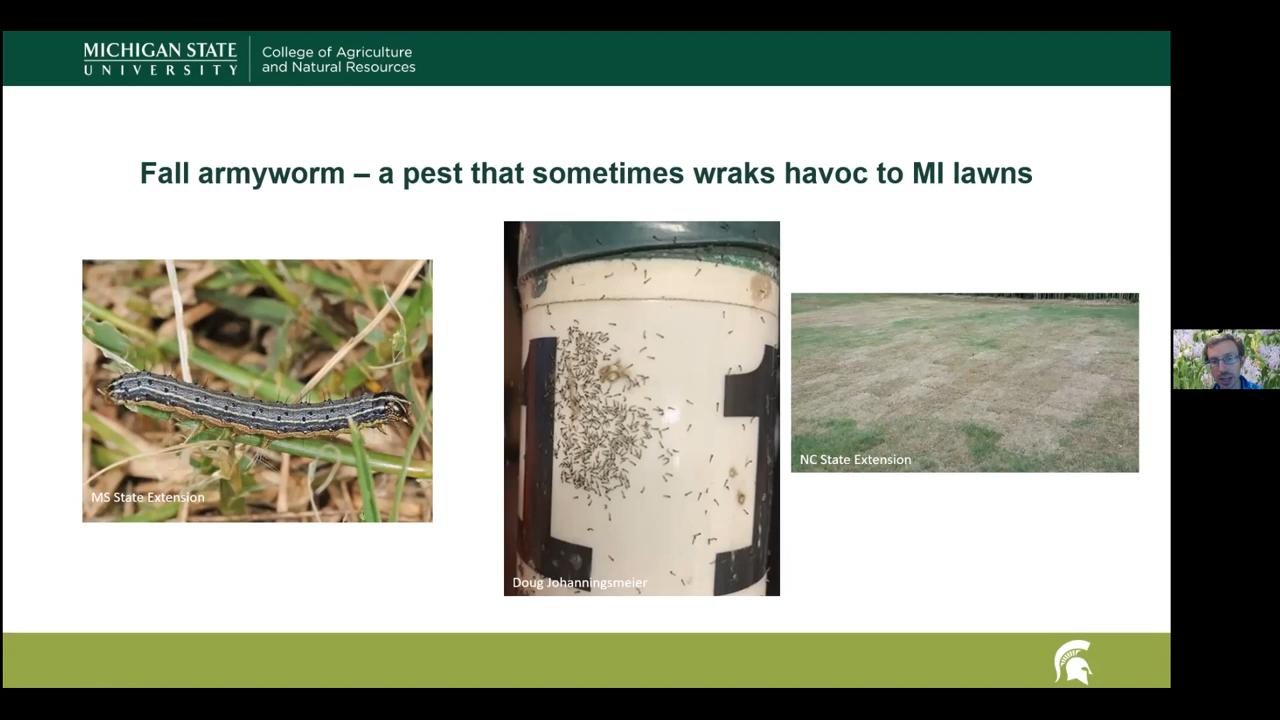 MICHIGAN STATE
UNIVERSITY
College of Agriculture
and Natural Resources
Fall armyworm – a pest that sometimes wraks havoc to MI lawns
MS State Extension
Doug Johanningsmeier
NC State Extension